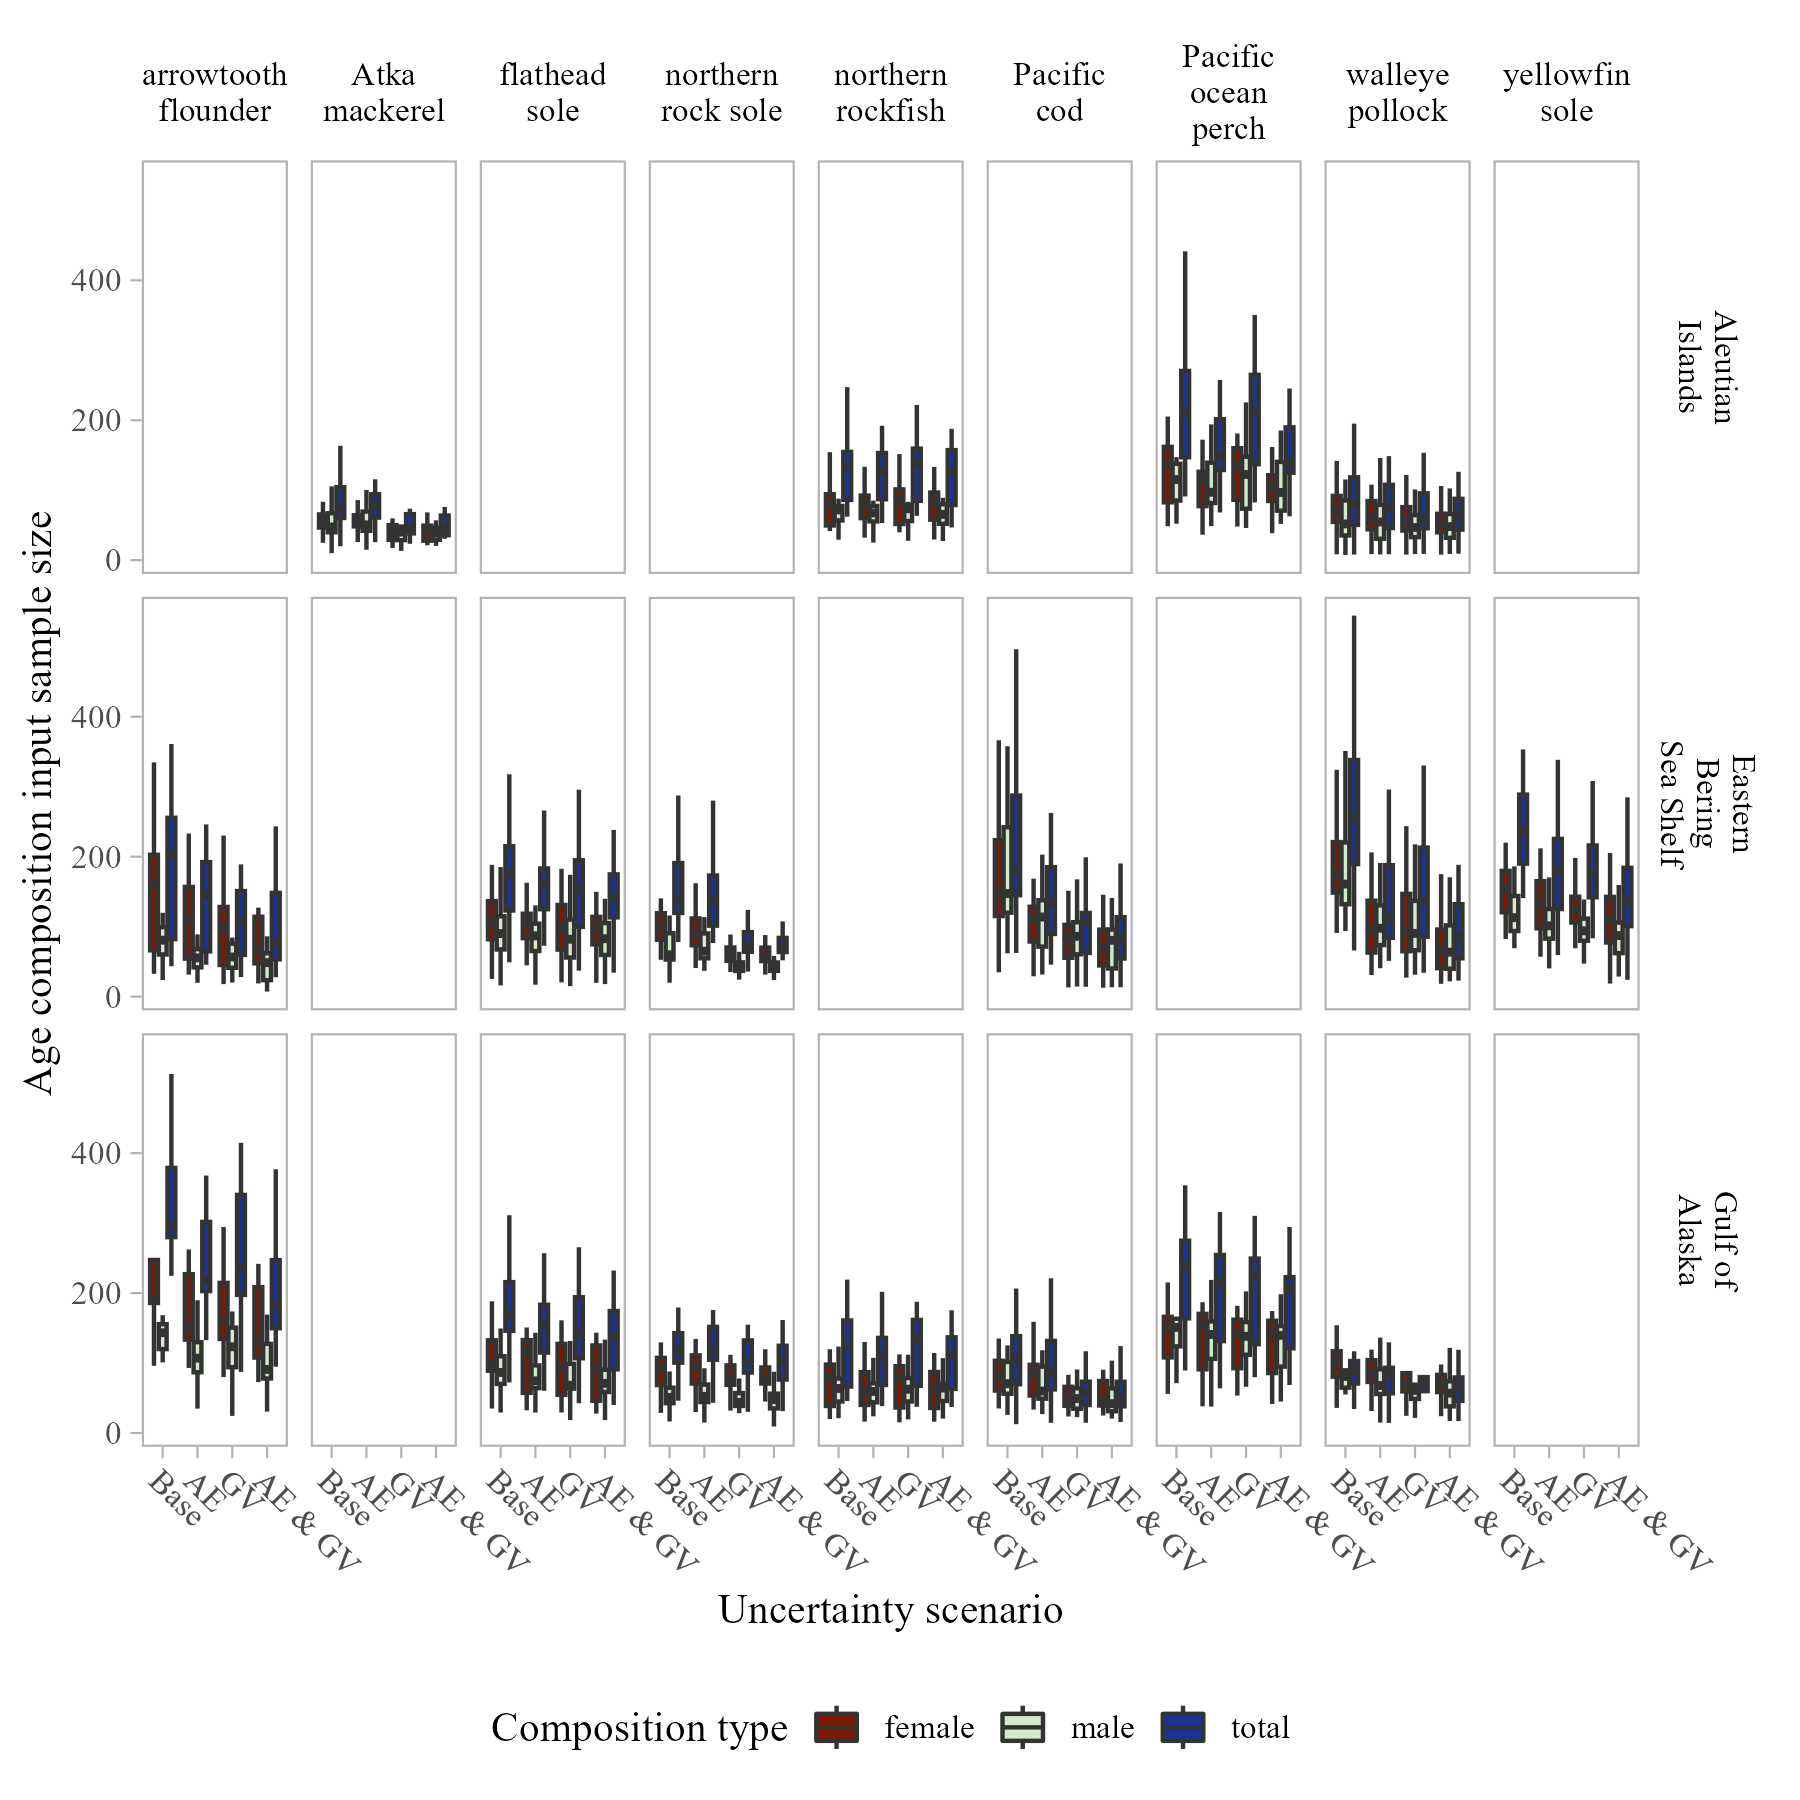 arrowtooth
flounder
Atka
mackerel
flathead
sole
northern
rock sole
northern
rockfish
Pacific
cod
Pacific
ocean
perch
walleye
pollock
yellowfin
sole
Age composition input sample size
400
200
0
Aleutian
Islands
400
200
0
Eastern
Bering
Sea Shelf
400
200
0
Gulf of
Alaska
Base
AE
GV
AE & GV
Base
AE
GV
AE & GV
Base
AE
GV
AE & GV
Base
AE
GV
AE & GV
Base
AE
GV
AE & GV
Base
AE
GV
AE & GV
Base
AE
GV
AE & GV
Base
AE
GV
AE & GV
Base
AE
GV
AE & GV
Uncertainty scenario
Composition type female male total